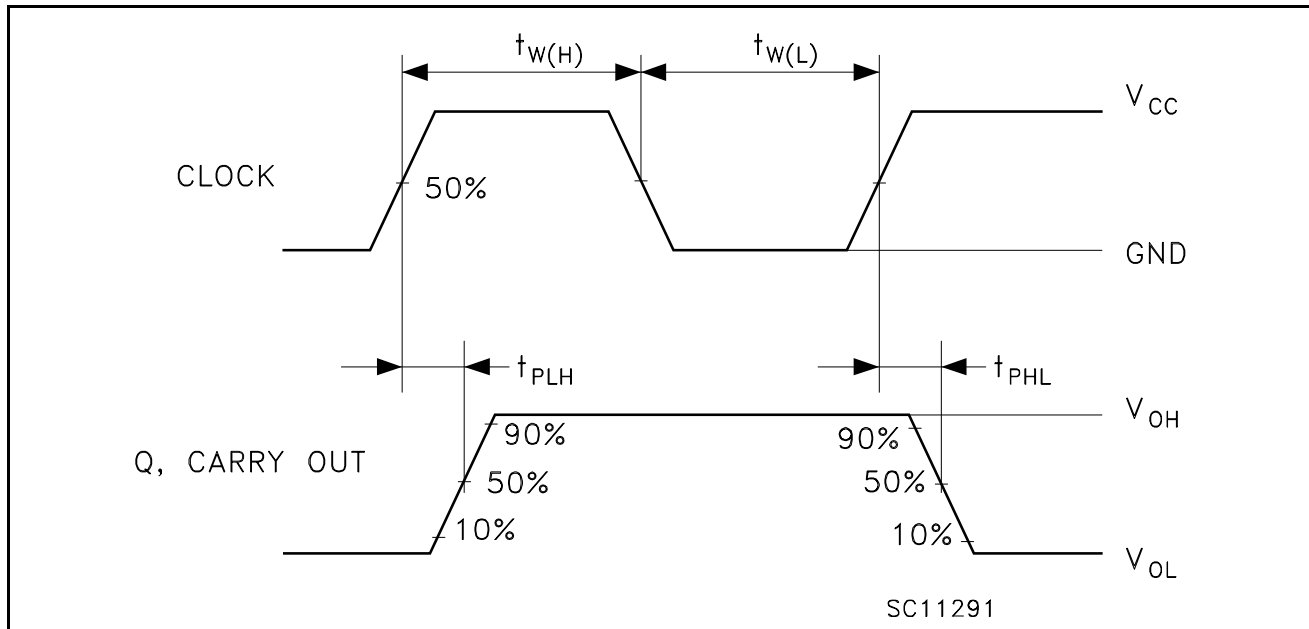 tW(H)
tW(L)
VCC
CLOCK
50%
GND
tPLH
tPHL
VOH
90%
90%
Q, CARRY OUT
50%
50%
10%
10%
VOL
SC11291